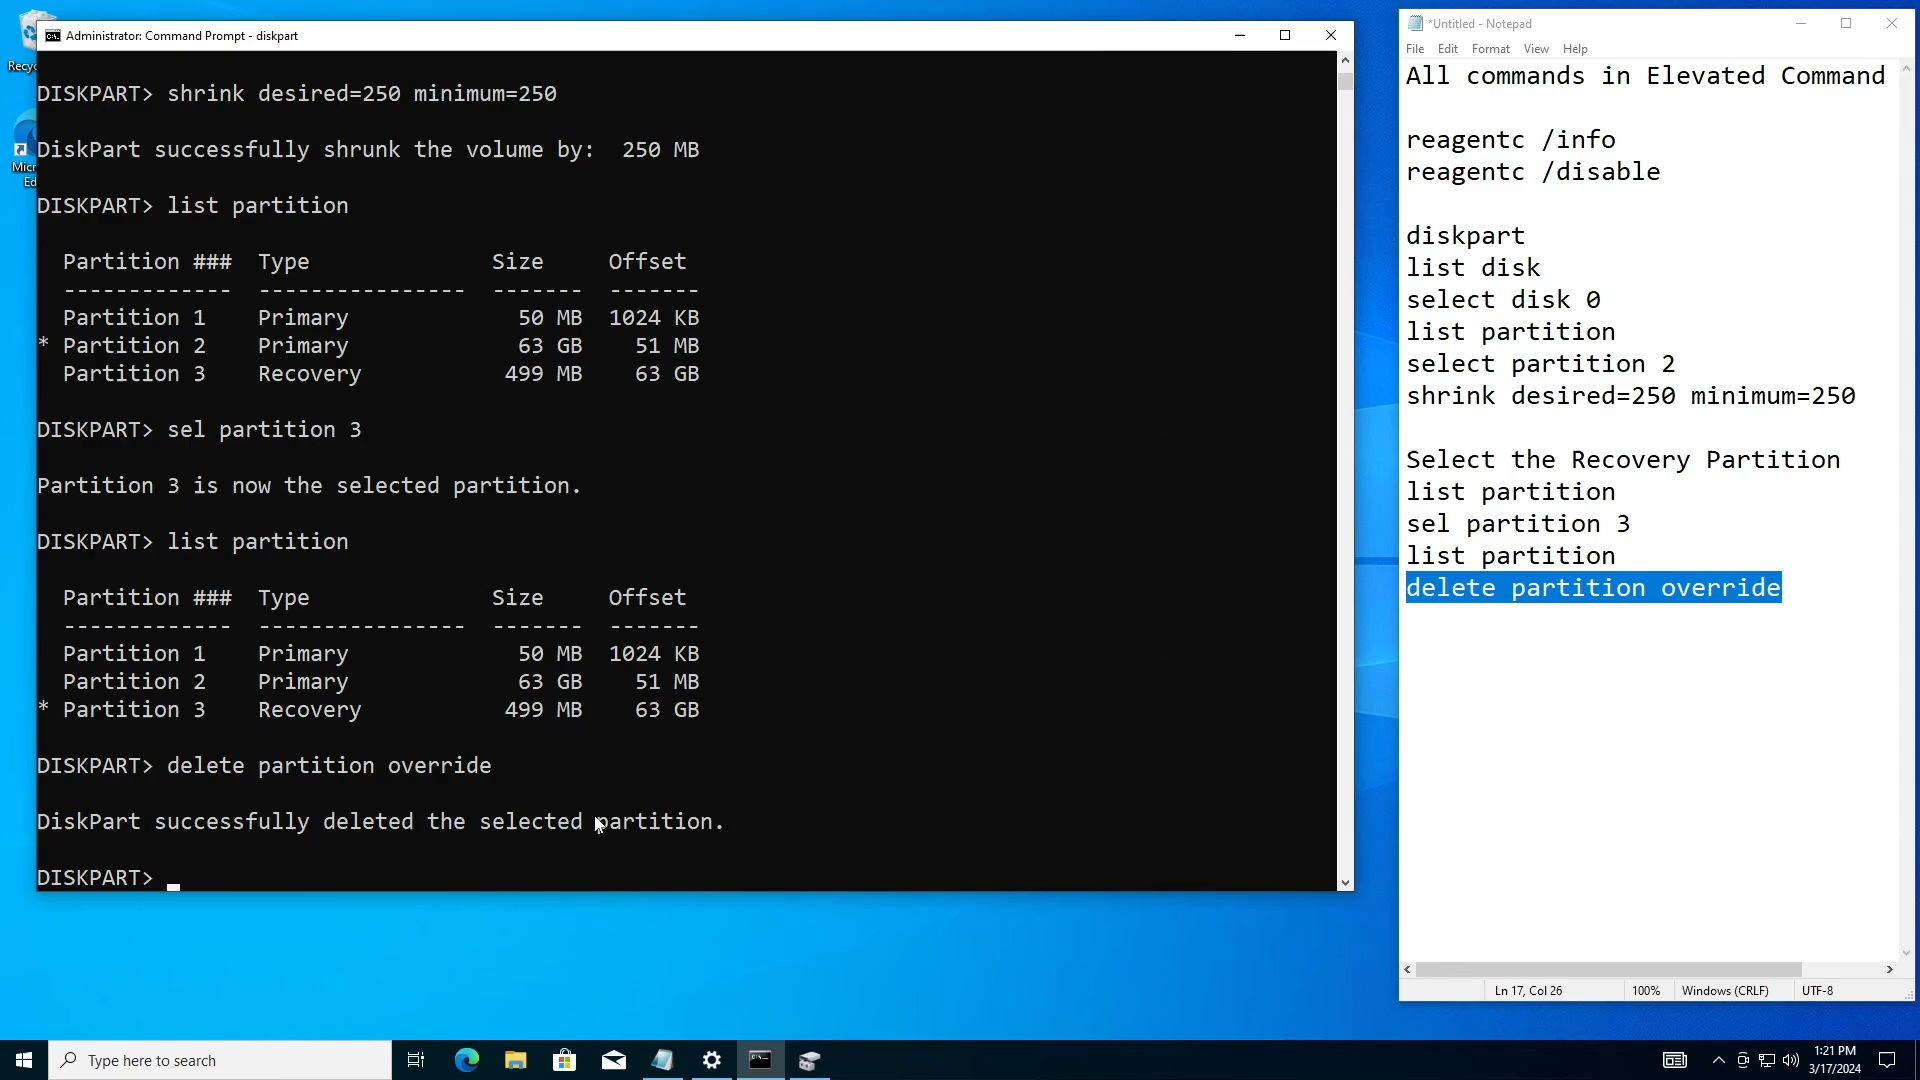 Administrator: Command Prompt - diskpart
DISKPART> shrink desired=250 minimum=250
DiskPart successfully shrunk the volume by:  250 MB
DISKPART> list partition
  Partition ###  Type              Size     Offset
  -------------  ----------------  -------  -------
  Partition 1    Primary             50 MB  1024 KB
* Partition 2    Primary             63 GB    51 MB
  Partition 3    Recovery           499 MB    63 GB
DISKPART> sel partition 3
Partition 3 is now the selected partition.
DISKPART> list partition
  Partition ###  Type              Size     Offset
  -------------  ----------------  -------  -------
  Partition 1    Primary             50 MB  1024 KB
  Partition 2    Primary             63 GB    51 MB
* Partition 3    Recovery           499 MB    63 GB
DISKPART> delete partition override
DiskPart successfully deleted the selected partition.
DISKPART>
*Untitled - Notepad
File Edit Format View Help
All commands in Elevated Command
reagentc /info
reagentc /disable
diskpart
list disk
select disk 0
list partition
select partition 2
shrink desired=250 minimum=250
Select the Recovery Partition
list partition
sel partition 3
list partition
delete partition override
Ln 17, Col 26 100% Windows (CRLF) UTF-8
Recyc
Micr
Ed
Type here to search
1:21 PM
3/17/2024